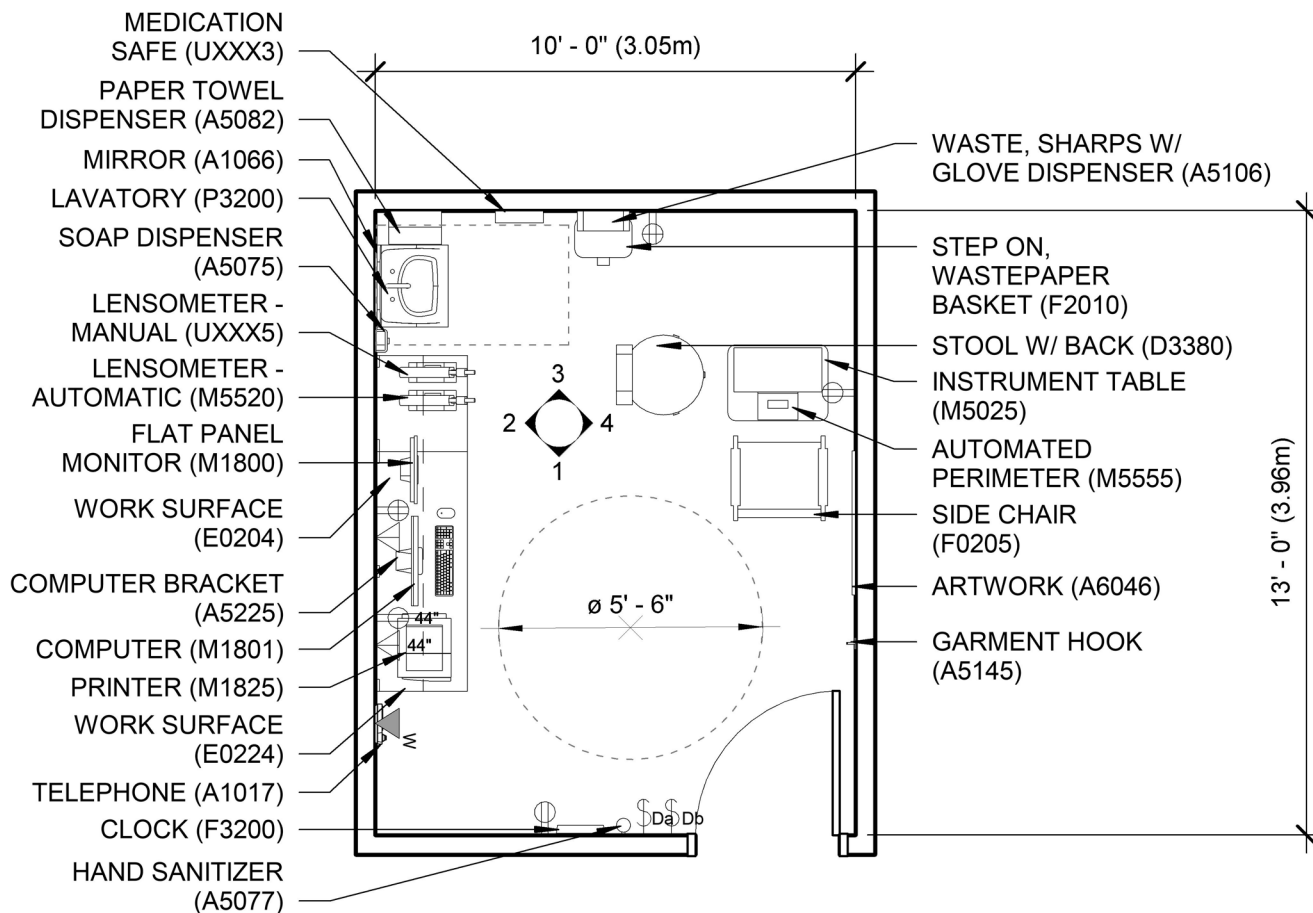 MEDICATION
SAFE (UXXX3)
PAPER TOWEL
DISPENSER (A5082)
MIRROR (A1066)
LAVATORY (P3200)
SOAP DISPENSER
(A5075)
LENSOMETER -
MANUAL (UXXX5)
LENSOMETER -
AUTOMATIC (M5520)
FLAT PANEL
MONITOR (M1800)
WORK SURFACE
(E0204)
COMPUTER BRACKET
(A5225)
COMPUTER (M1801)
PRINTER (M1825)
WORK SURFACE
(E0224)
TELEPHONE (A1017)
CLOCK (F3200)
HAND SANITIZER
(A5077)
10' - 0" (3.05m)
3
2
4
1
ø 5' - 6"
44"
44"
W
Da
Db
WASTE, SHARPS W/
GLOVE DISPENSER (A5106)
STEP ON,
WASTEPAPER
BASKET (F2010)
STOOL W/ BACK (D3380)
INSTRUMENT TABLE
(M5025)
AUTOMATED
PERIMETER (M5555)
SIDE CHAIR
(F0205)
ARTWORK (A6046)
GARMENT HOOK
(A5145)
13' - 0" (3.96m)